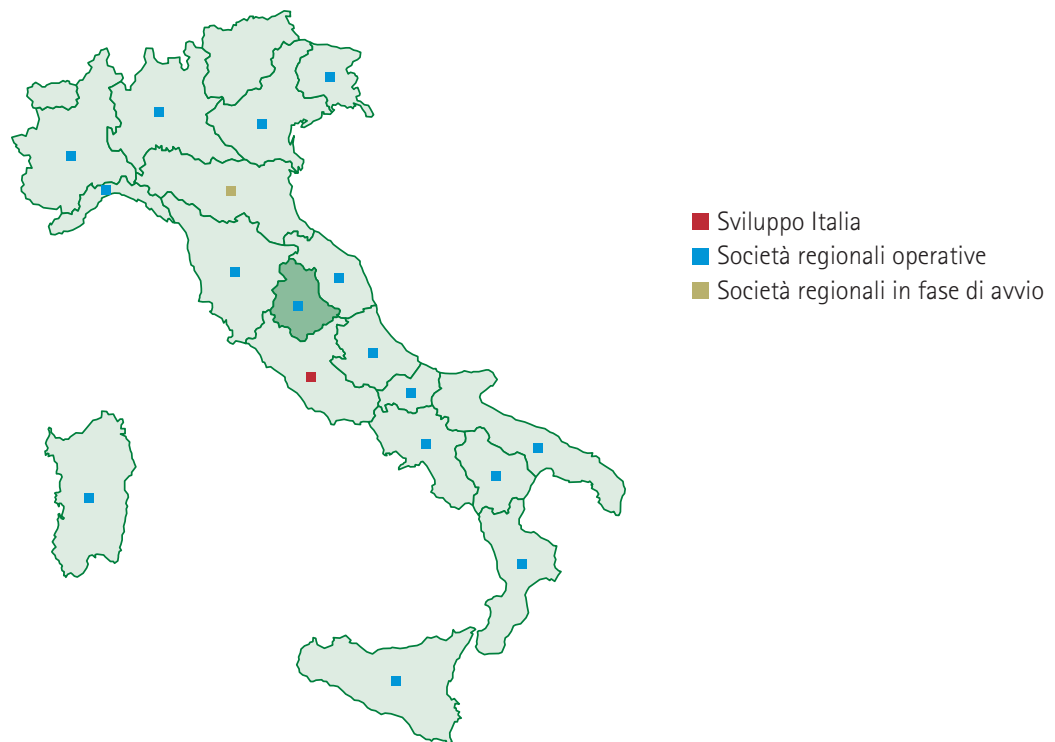 Sviluppo Italia
Società regionali operative
Società regionali in fase di avvio